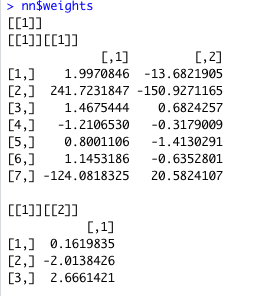 > nn$weights
[[1]]
[[1]][[1]]
[,1] [,2]
[1,] 1.9970846 -13.6821905
[2,] 241.7231847 -150.9271165
[3,] 1.4675444 0.6824257
[4,] -1.2106530 -0.3179009
[5,] 0.8001106 -1.4130291
[6,] 1.1453186 -0.6352801
[7,] -124.0818325 20.5824107
[[1]][[2]]
[,1]
[1,] 0.1619835
[2,] -2.0138426
[3,] 2.6661421